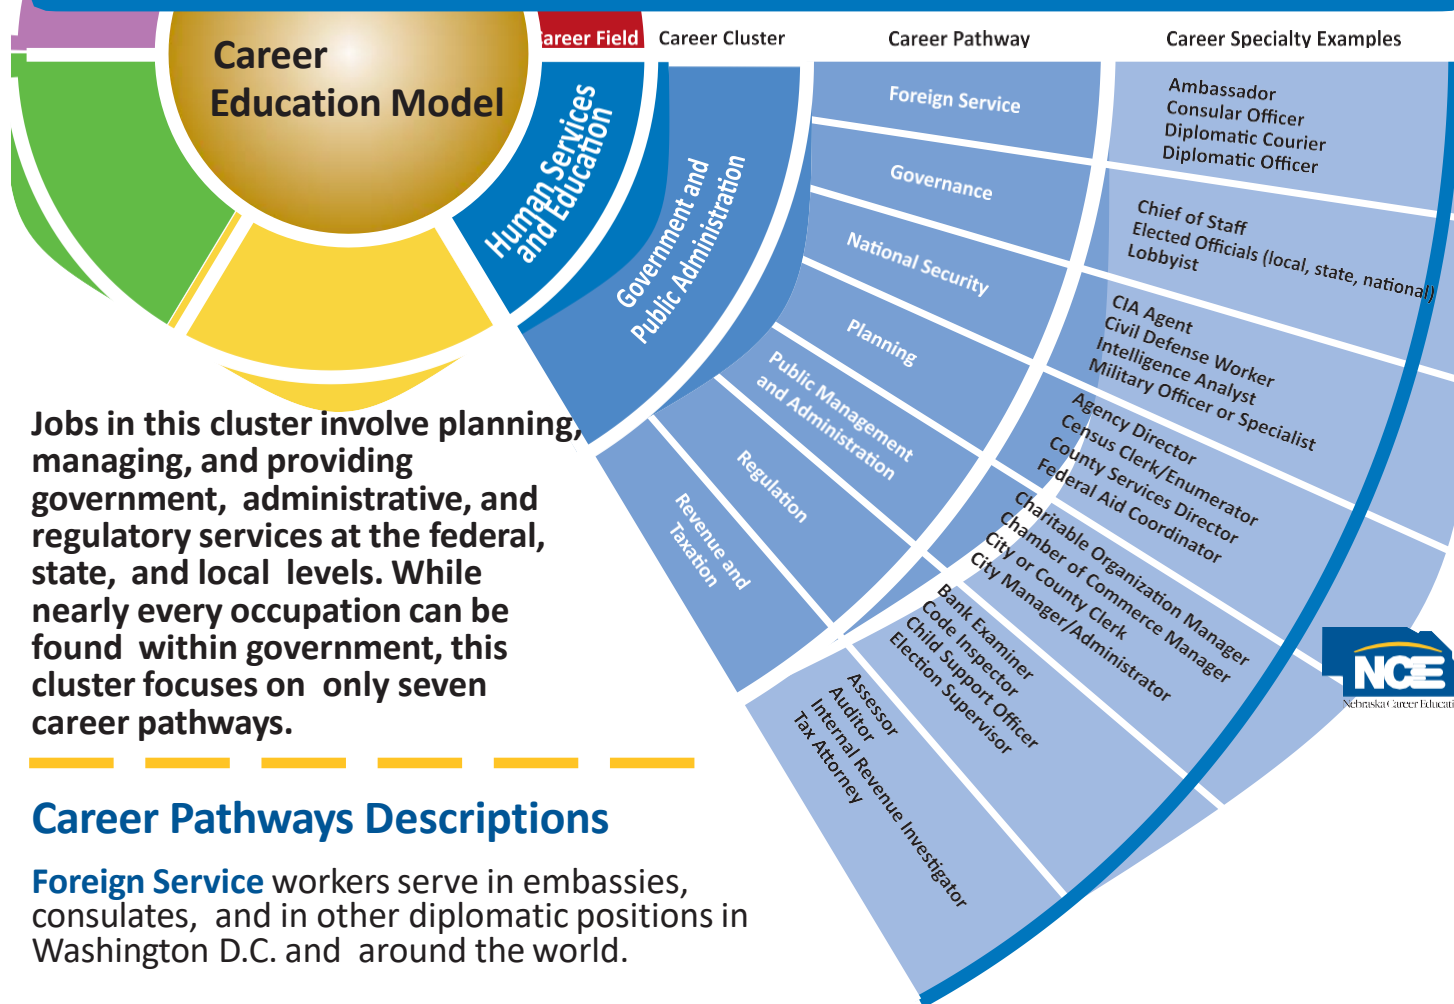 Career
Education Model
Career Field
Career Cluster
Career Pathway
Career Specialty Examples
Human Services
and Education
Government and
Public Administration
Foreign Service
Governance
National Security
Planning
Public Management
and Administration
Regulation
Revenue and
Taxation
Ambassador
Consular Officer
Diplomatic Courier
Diplomatic Officer
Chief of Staff
Elected Officials (local, state, national)
Lobbyist
CIA Agent
Civil Defense Worker
Intelligence Analyst
Military Officer or Specialist
Agency Director
Census Clerk/Enumerator
County Services Director
Federal Aid Coordinator
Charitable Organization Manager
Chamber of Commerce Manager
City or County Clerk
City Manager/Administrator
Bank Examiner
Code Inspector
Child Support Officer
Election Supervisor
Assessor
Auditor
Internal Revenue Investigator
Tax Attorney
NCE
Nebraska Career Educati
Jobs in this cluster involve planning,
managing, and providing
government, administrative, and
regulatory services at the federal,
state, and local levels. While
nearly every occupation can be
found within government, this
cluster focuses on only seven
career pathways.
Career Pathways Descriptions
Foreign Service workers serve in embassies,
consulates, and in other diplomatic positions in
Washington D.C. and around the world.